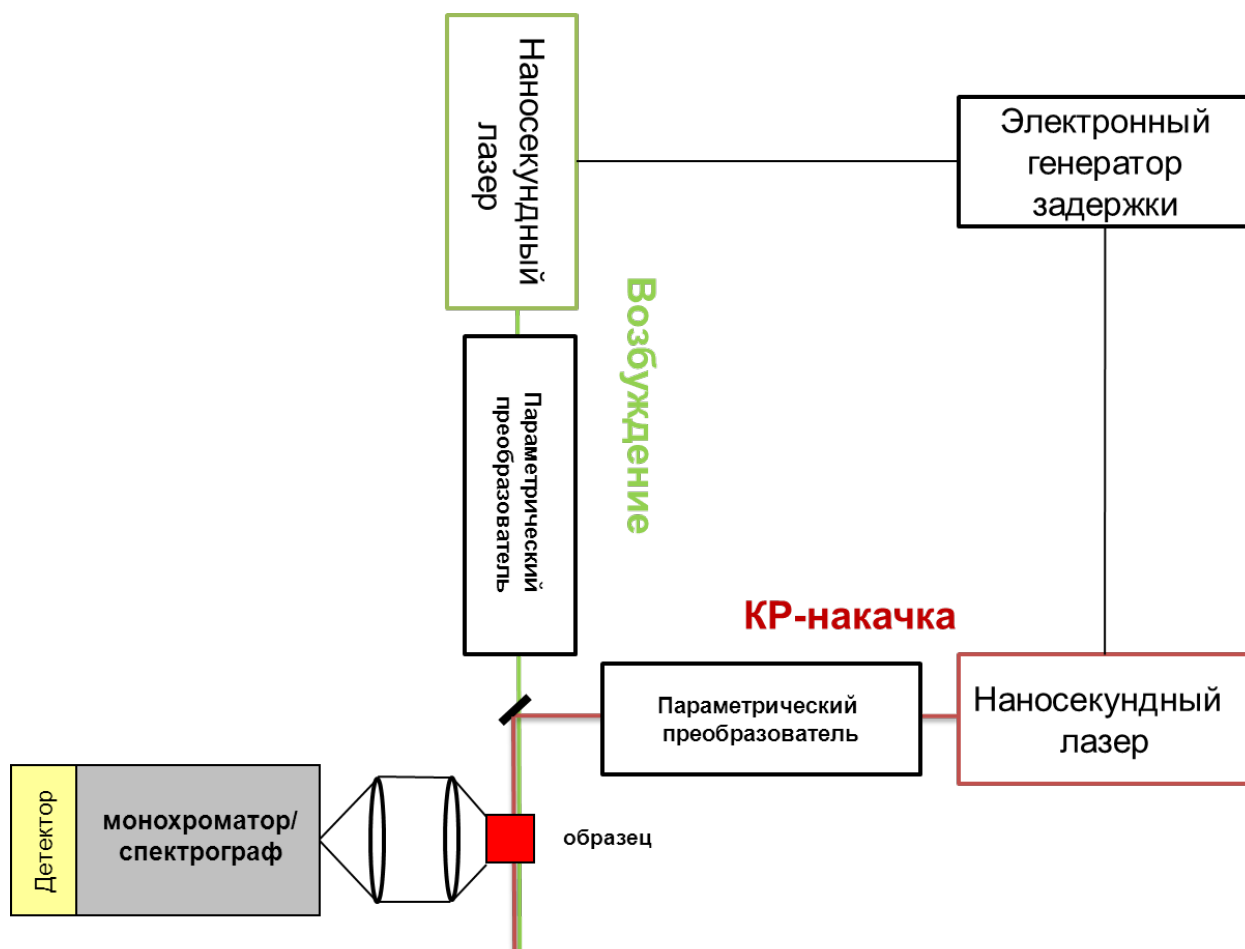 Наносекундный
лазер
Электронный
генератор
задержки
Возбуждение
Параметрический
преобразователь
КР-накачка
Параметрический
преобразователь
Наносекундный
лазер
Детектор
монохроматор/
спектрограф
образец